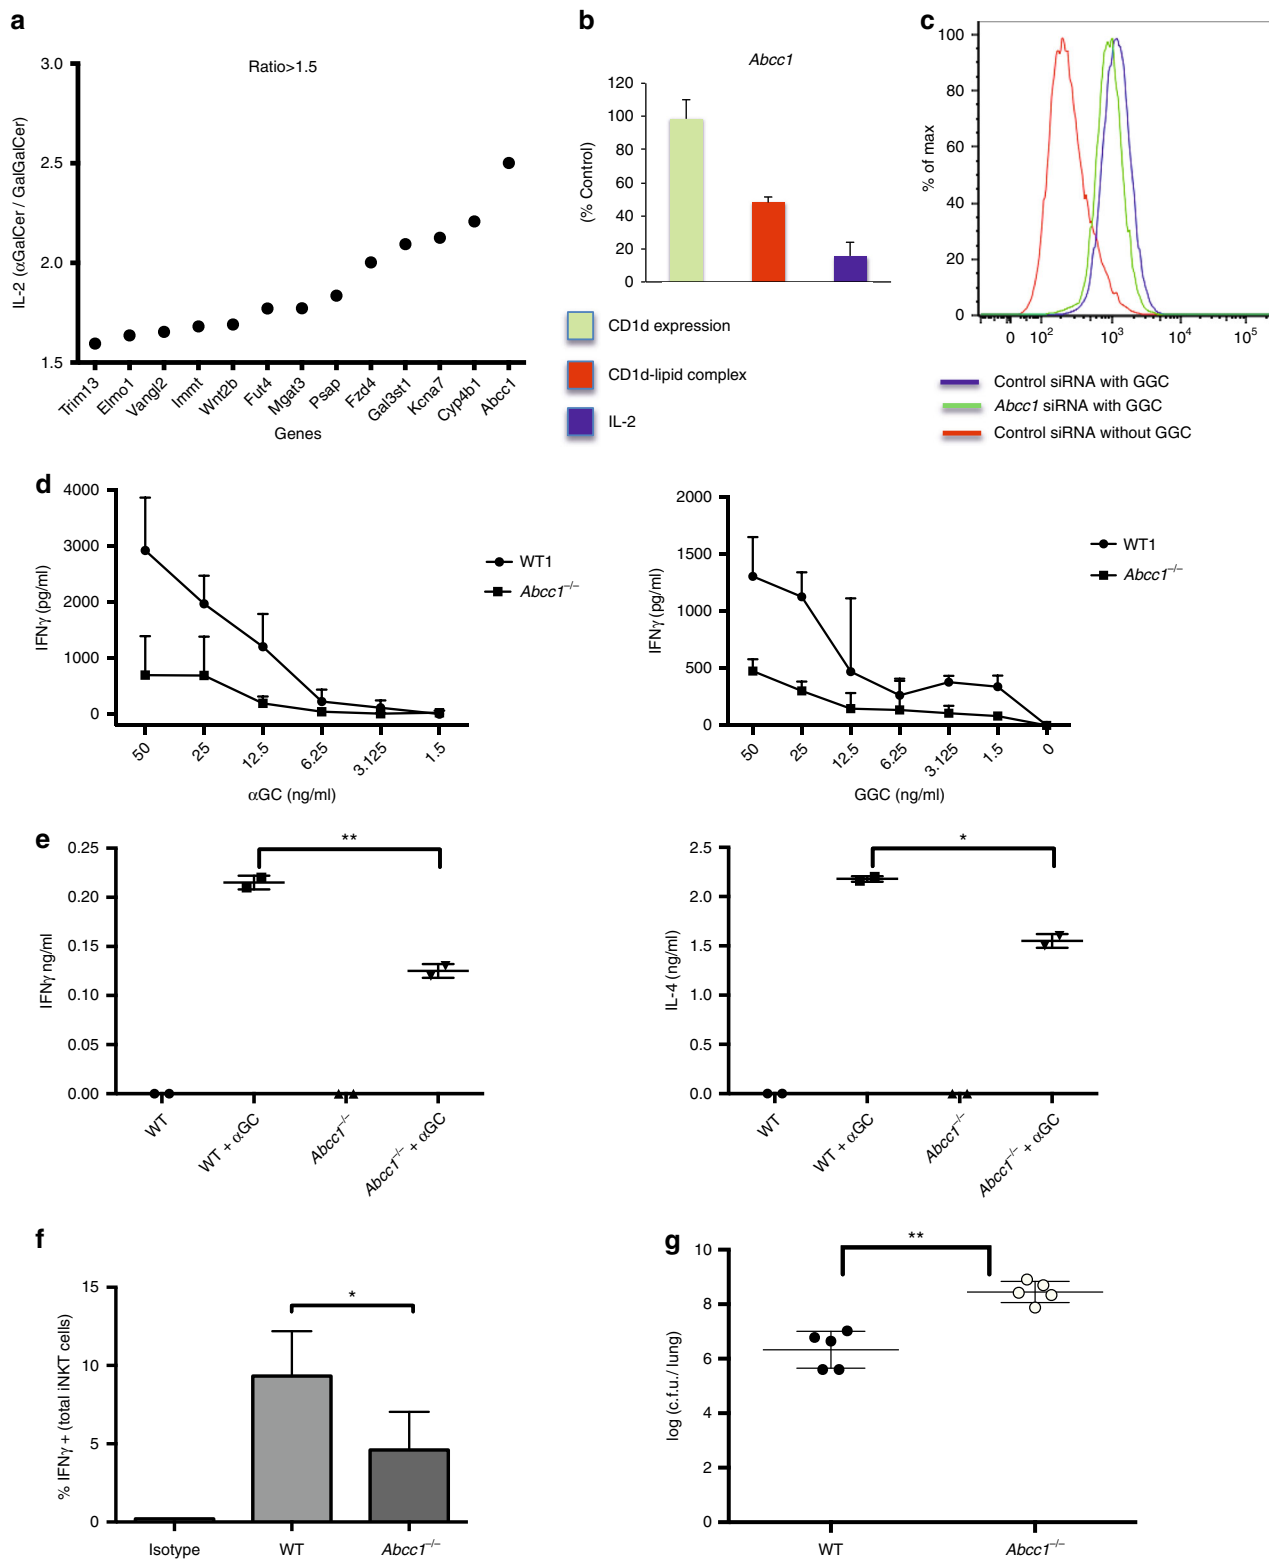 a
Ratio>1.5
IL-2 (αGalCer / GalGalCer)
3.0
2.5
2.0
1.5
Trim13
Elmo1
Vangl2
Immt
Wnt2b
Fut4
Mgat3
Psap
Fzd4
Gal3st1
Kcna7
Cyp4b1
Abcc1
Genes
b
Abcc1
(% Control)
120
100
80
60
40
20
0
CD1d expression
CD1d-lipid complex
IL-2
c
% of max
100
80
60
40
20
0
0 10² 10³ 10⁴ 10⁵
Control siRNA with GGC
Abcc1 siRNA with GGC
Control siRNA without GGC
d
IFNγ (pg/ml)
4000
3000
2000
1000
0
50
25
12.5
6.25
3.125
1.5
αGC (ng/ml)
WT1
Abcc1⁻/⁻
IFNγ (pg/ml)
2000
1500
1000
500
0
50
25
12.5
6.25
3.125
1.5
0
GGC (ng/ml)
WT1
Abcc1⁻/⁻
e
**
IFNγ ng/ml
0.25
0.20
0.15
0.10
0.05
0.00
WT
WT + αGC
Abcc1⁻/⁻
Abcc1⁻/⁻ + αGC
*
IL-4 (ng/ml)
2.5
2.0
1.5
1.0
0.5
0.0
WT
WT + αGC
Abcc1⁻/⁻
Abcc1⁻/⁻ + αGC
f
*
% IFNγ + (total iNKT cells)
15
10
5
0
Isotype
WT
Abcc1⁻/⁻
g
**
log (c.f.u./ lung)
10
8
6
4
2
0
WT
Abcc1⁻/⁻